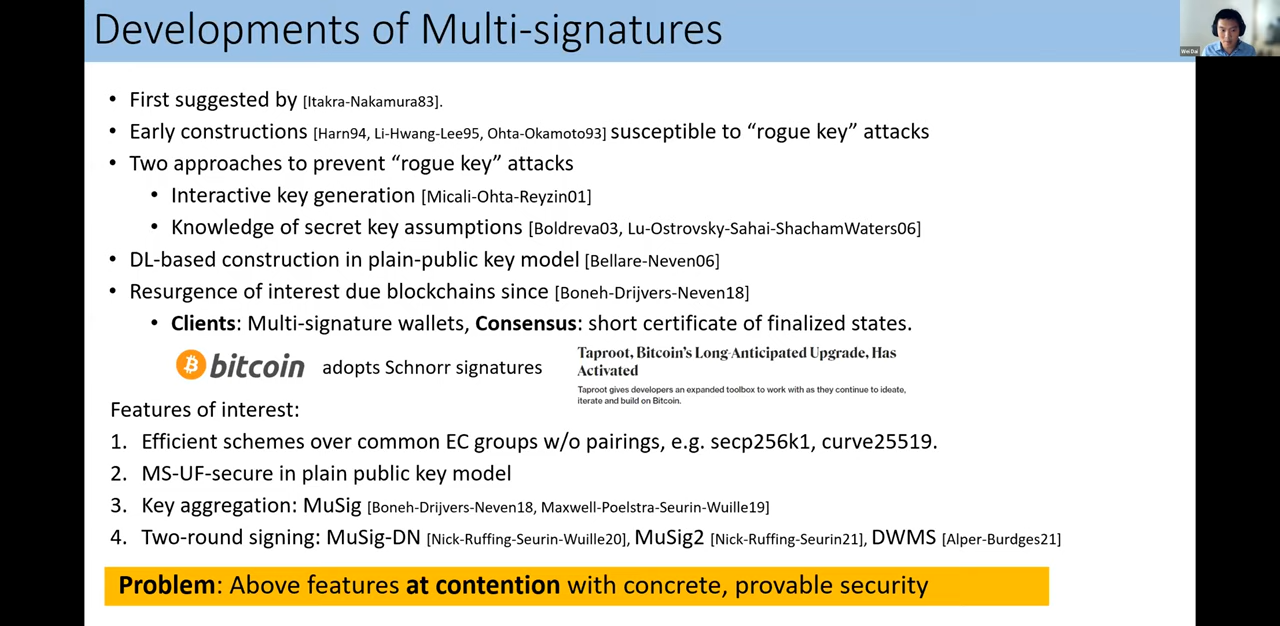 Developments of Multi-signatures
Wei Dai
• First suggested by [Itakra-Nakamura83].
• Early constructions [Harn94, Li-Hwang-Lee95, Ohta-Okamoto93] susceptible to “rogue key” attacks
• Two approaches to prevent “rogue key” attacks
• Interactive key generation [Micali-Ohta-Reyzin01]
• Knowledge of secret key assumptions [Boldreva03, Lu-Ostrovsky-Sahai-ShachamWaters06]
• DL-based construction in plain-public key model [Bellare-Neven06]
• Resurgence of interest due blockchains since [Boneh-Drijvers-Neven18]
• Clients: Multi-signature wallets, Consensus: short certificate of finalized states.
bitcoin adopts Schnorr signatures
Taproot, Bitcoin’s Long-Anticipated Upgrade, Has
Activated
Taproot gives developers an expanded toolbox to work with as they continue to ideate,
iterate and build on Bitcoin.
Features of interest:
1. Efficient schemes over common EC groups w/o pairings, e.g. secp256k1, curve25519.
2. MS-UF-secure in plain public key model
3. Key aggregation: MuSig [Boneh-Drijvers-Neven18, Maxwell-Poelstra-Seurin-Wuille19]
4. Two-round signing: MuSig-DN [Nick-Ruffing-Seurin-Wuille20], MuSig2 [Nick-Ruffing-Seurin21], DWMS [Alper-Burdges21]
Problem: Above features at contention with concrete, provable security